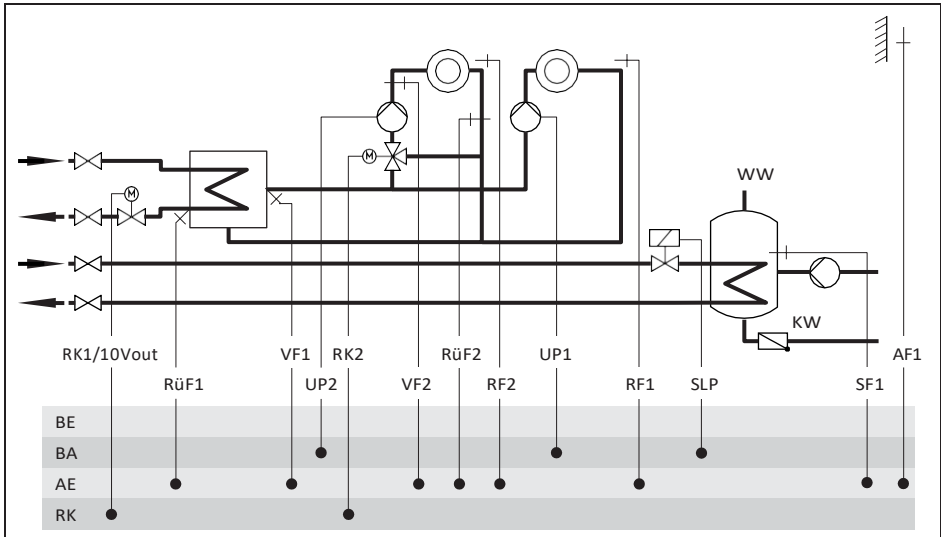 M
M
WW
KW
RK1/10Vout
VF1
RK2
RüF2
UP1
AF1
RüF1
UP2
VF2
RF2
RF1
SLP
SF1
BE
BA
AE
RK